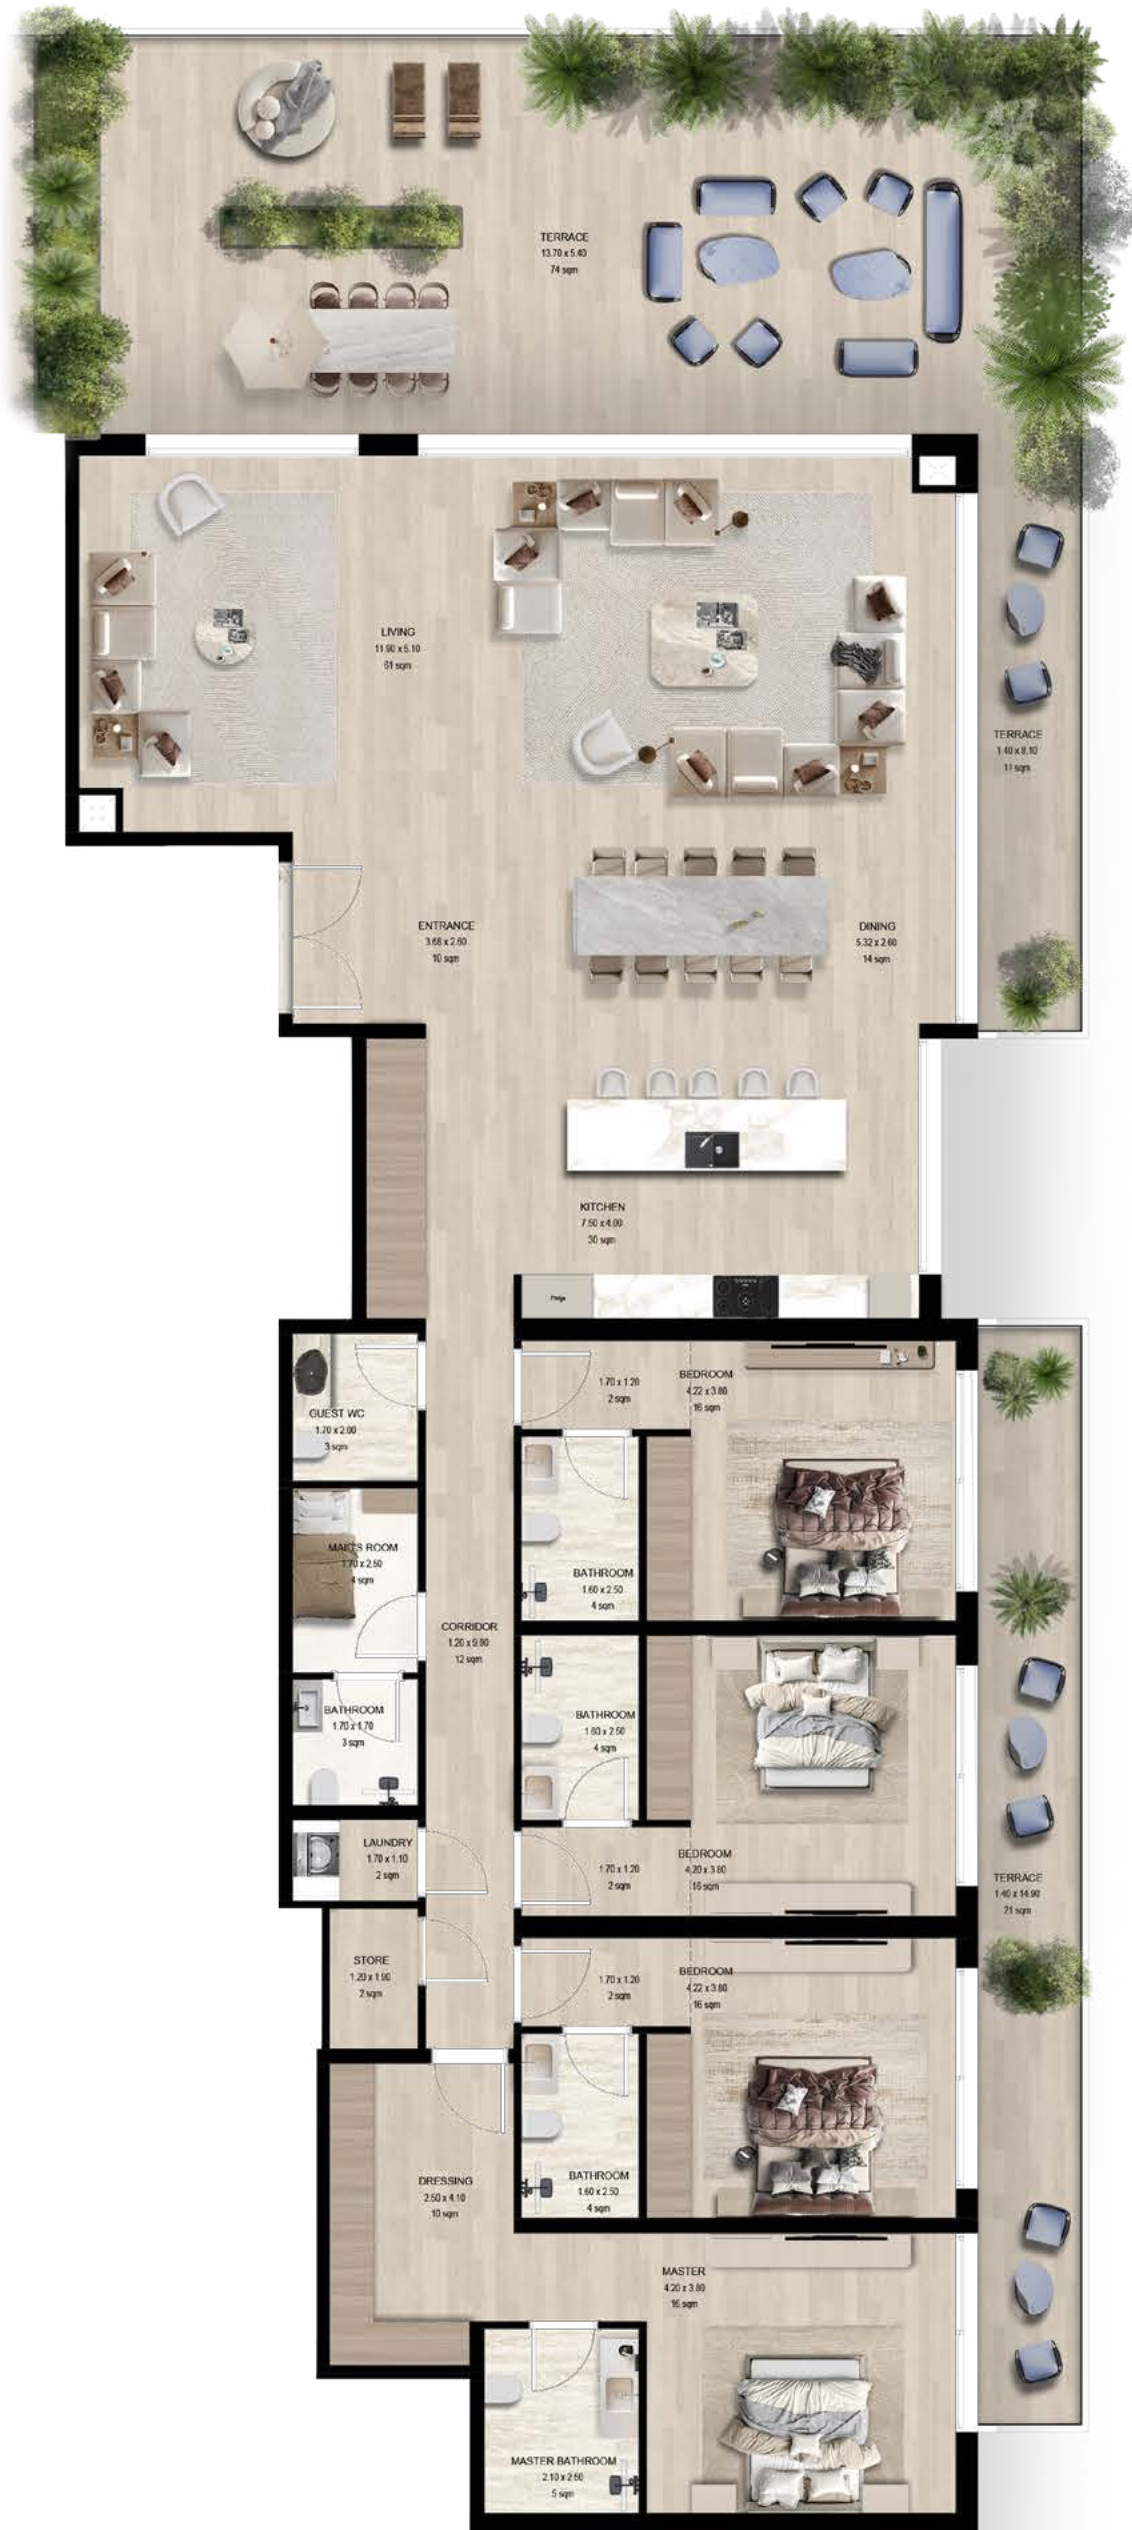 TERRACE
13.70 x 5.40
74 sqm
LIVING
11.90 x 5.10
61 sqm
TERRACE
1.40 x 8.10
11 sqm
ENTRANCE
3.68 x 2.60
10 sqm
DINING
5.32 x 2.60
14 sqm
KITCHEN
7.50 x 4.00
30 sqm
Fridge
1.70 x 1.20
2 sqm
BEDROOM
4.22 x 3.80
16 sqm
GUEST WC
1.70 x 2.00
3 sqm
MAID'S ROOM
1.70 x 2.50
4 sqm
BATHROOM
1.60 x 2.50
4 sqm
CORRIDOR
1.20 x 9.90
12 sqm
BATHROOM
1.70 x 1.70
3 sqm
BATHROOM
1.60 x 2.50
4 sqm
LAUNDRY
1.70 x 1.10
2 sqm
1.70 x 1.20
2 sqm
BEDROOM
4.20 x 3.80
16 sqm
TERRACE
1.40 x 14.90
21 sqm
STORE
1.20 x 1.90
2 sqm
1.70 x 1.20
2 sqm
BEDROOM
4.22 x 3.80
16 sqm
DRESSING
2.50 x 4.10
10 sqm
BATHROOM
1.60 x 2.50
4 sqm
MASTER
4.20 x 3.80
16 sqm
MASTER BATHROOM
2.10 x 2.50
5 sqm